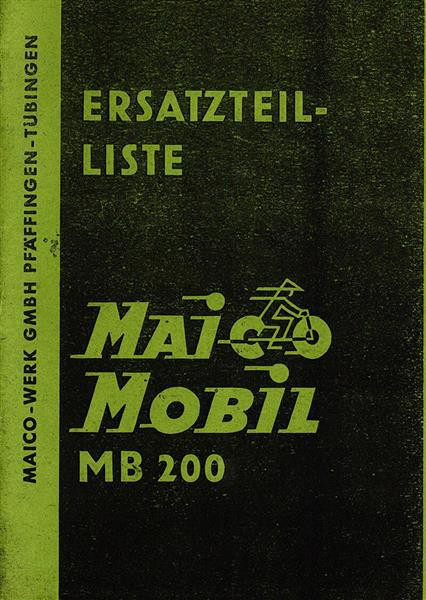 MAICO-WERK GMBH PFÄFFINGEN-TÜBINGEN
ERSATZTEIL-
LISTE
MAICO
MOBIL
MB 200